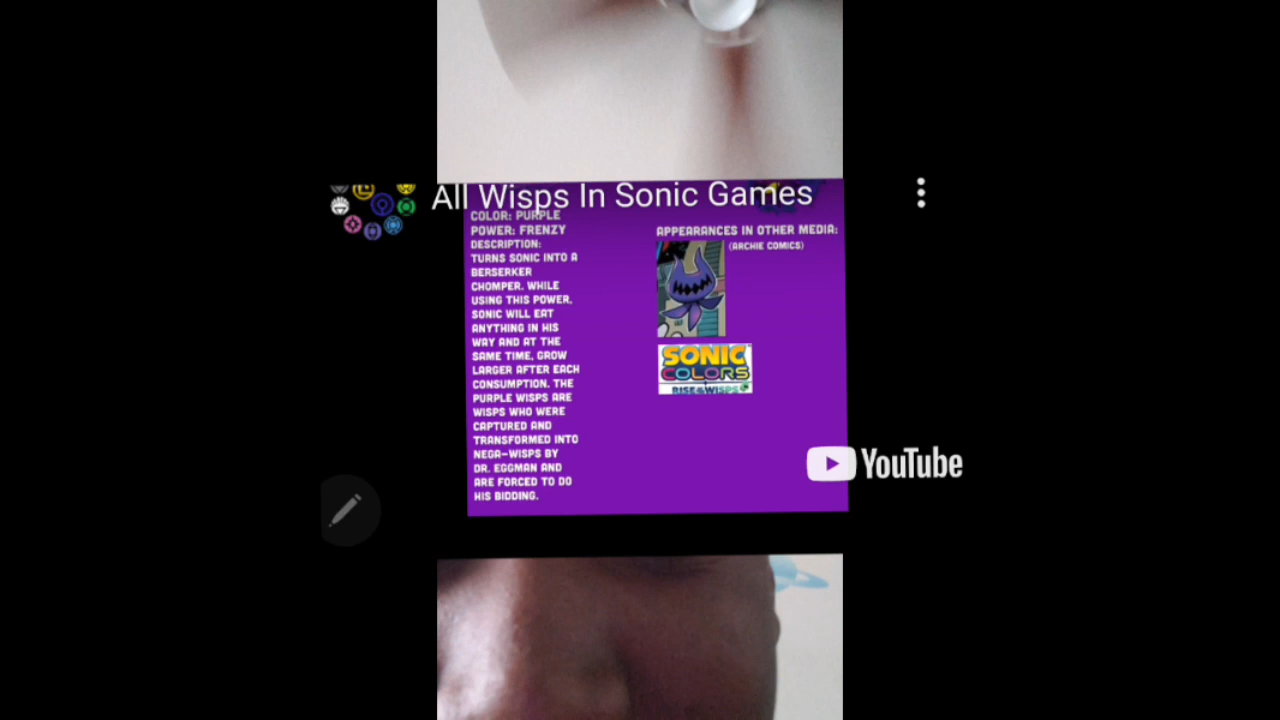 All Wisps In Sonic Games
COLOR: PURPLE
POWER: FRENZY
DESCRIPTION:
TURNS SONIC INTO A
BERSERKER
CHOMPER. WHILE
USING THIS POWER,
SONIC WILL EAT
ANYTHING IN HIS
WAY AND AT THE
SAME TIME, GROW
LARGER AFTER EACH
CONSUMPTION. THE
PURPLE WISPS ARE
WISPS WHO WERE
CAPTURED AND
TRANSFORMED INTO
NEGA-WISPS BY
DR. EGGMAN AND
ARE FORCED TO DO
HIS BIDDING.
APPEARANCES IN OTHER MEDIA:
(ARCHIE COMICS)
SONIC
COLORS
RISE OF THE WISPS
YouTube